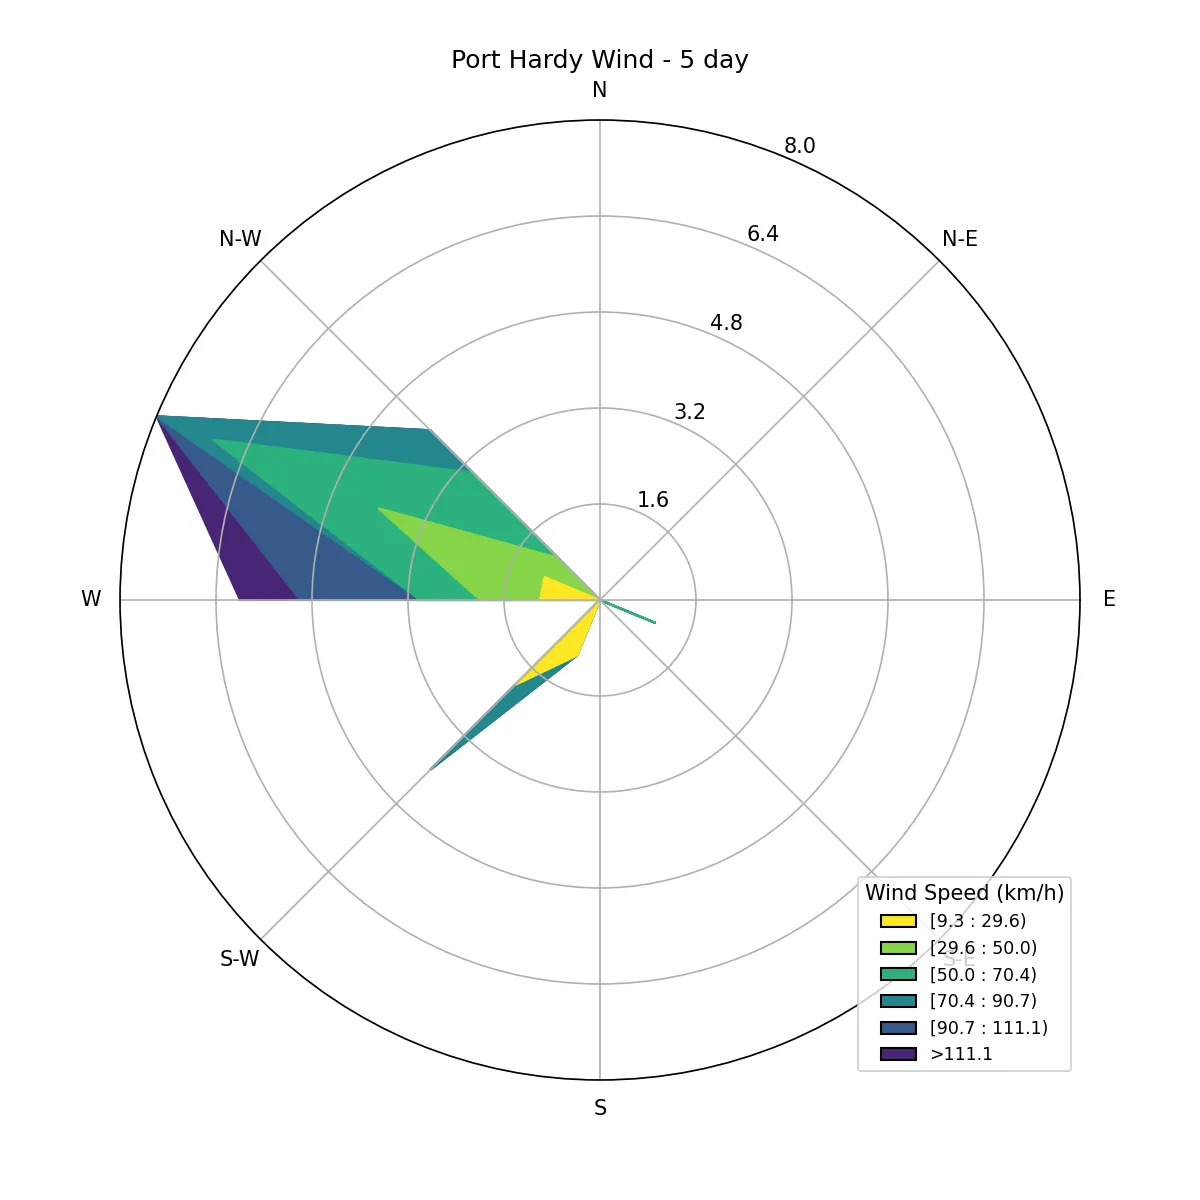 Port Hardy Wind - 5 day
N
8.0
N-W
N-E
6.4
4.8
3.2
1.6
W
E
S-W
S-E
S
Wind Speed (km/h)
[9.3 : 29.6)
[29.6 : 50.0)
[50.0 : 70.4)
[70.4 : 90.7)
[90.7 : 111.1)
>111.1